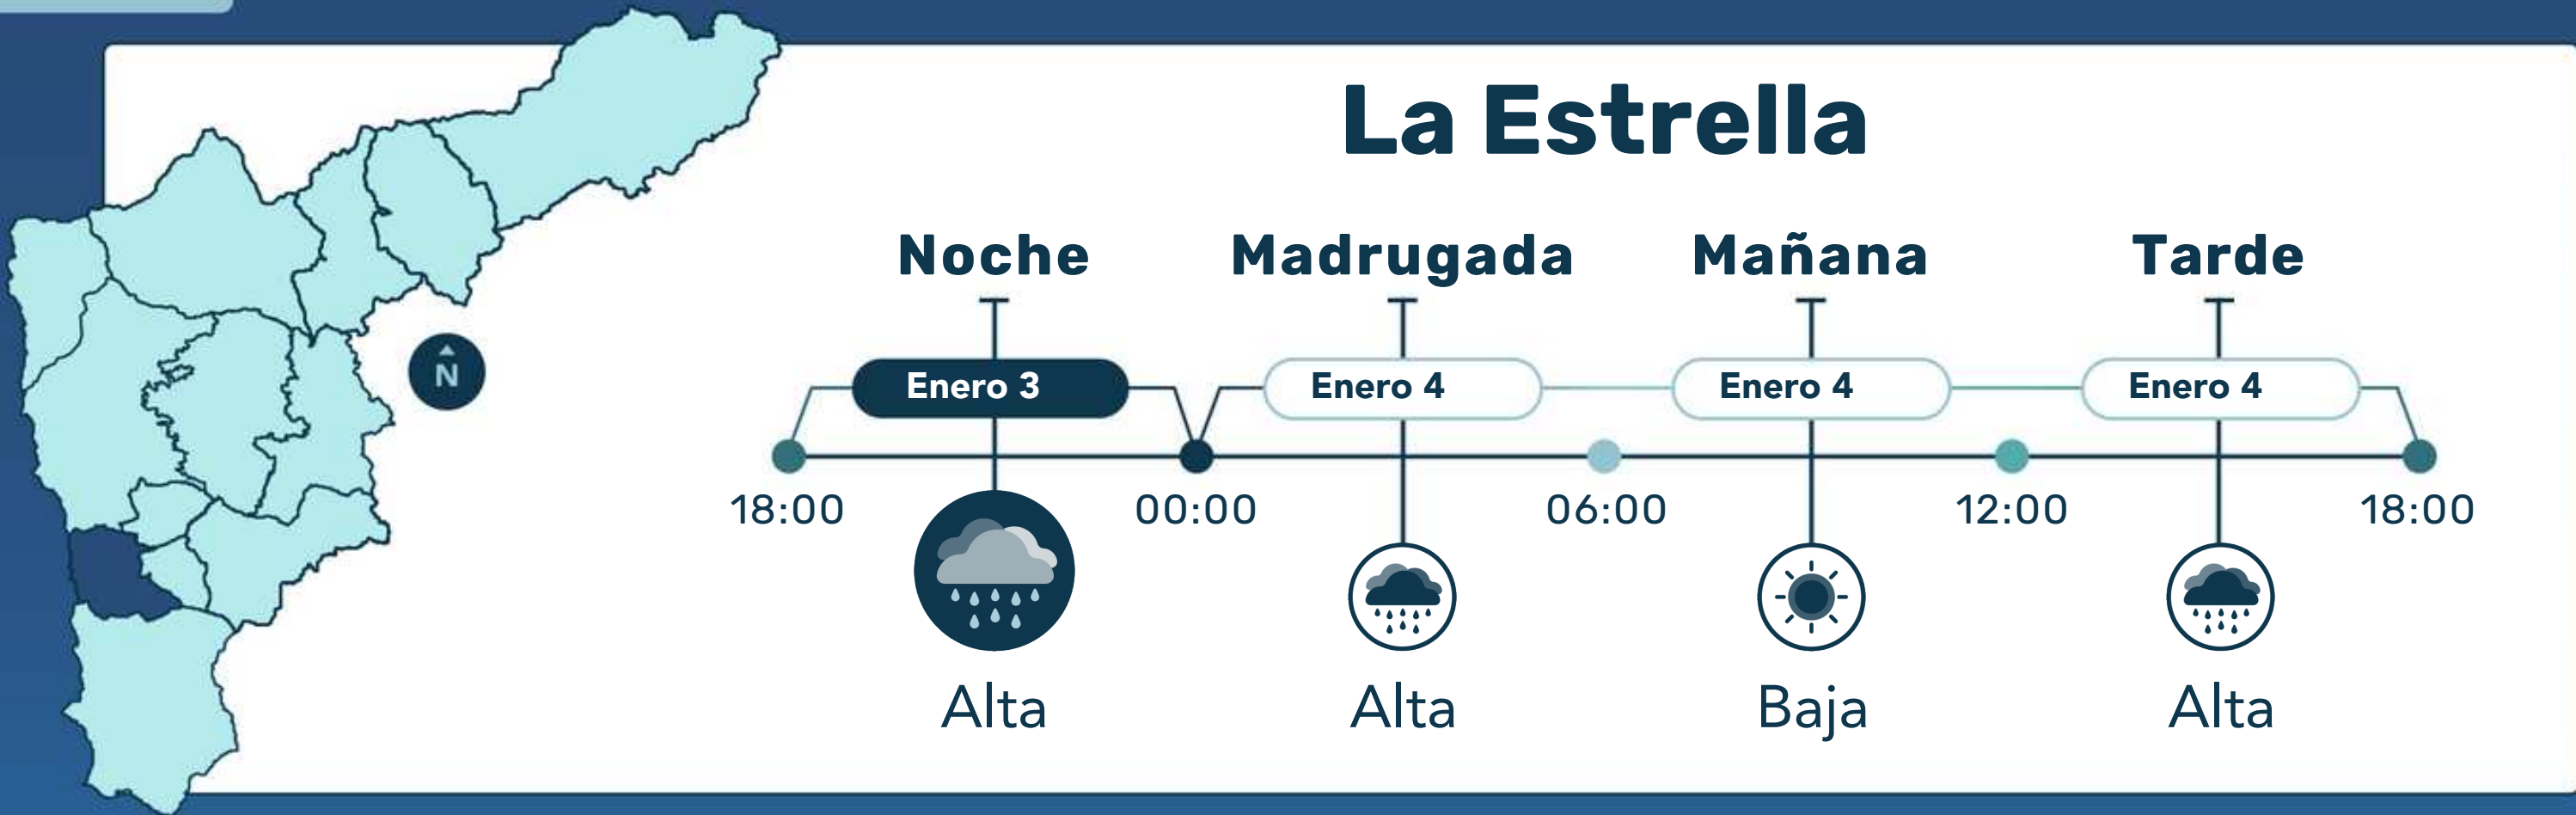 La Estrella
Noche Madrugada Mañana Tarde
Enero 3 Enero 4 Enero 4 Enero 4
N
18:00 00:00 06:00 12:00 18:00
Alta Alta Baja Alta